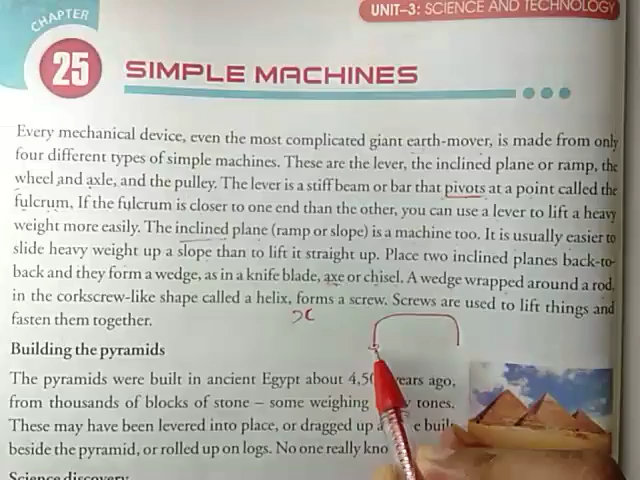 CHAPTER
UNIT–3: SCIENCE AND TECHNOLOGY
25
SIMPLE MACHINES
Every mechanical device, even the most complicated giant earth-mover, is made from only
four different types of simple machines. These are the lever, the inclined plane or ramp, the
wheel and axle, and the pulley. The lever is a stiff beam or bar that pivots at a point called the
fulcrum. If the fulcrum is closer to one end than the other, you can use a lever to lift a heavy
weight more easily. The inclined plane (ramp or slope) is a machine too. It is usually easier to
slide heavy weight up a slope than to lift it straight up. Place two inclined planes back-to-
back and they form a wedge, as in a knife blade, axe or chisel. A wedge wrapped around a rod,
in the corkscrew-like shape called a helix, forms a screw. Screws are used to lift things and
fasten them together.
Building the pyramids
The pyramids were built in ancient Egypt about 4,50 years ago,
from thousands of blocks of stone – some weighing tones.
These may have been levered into place, or dragged up a built
beside the pyramid, or rolled up on logs. No one really kno
Science discovery